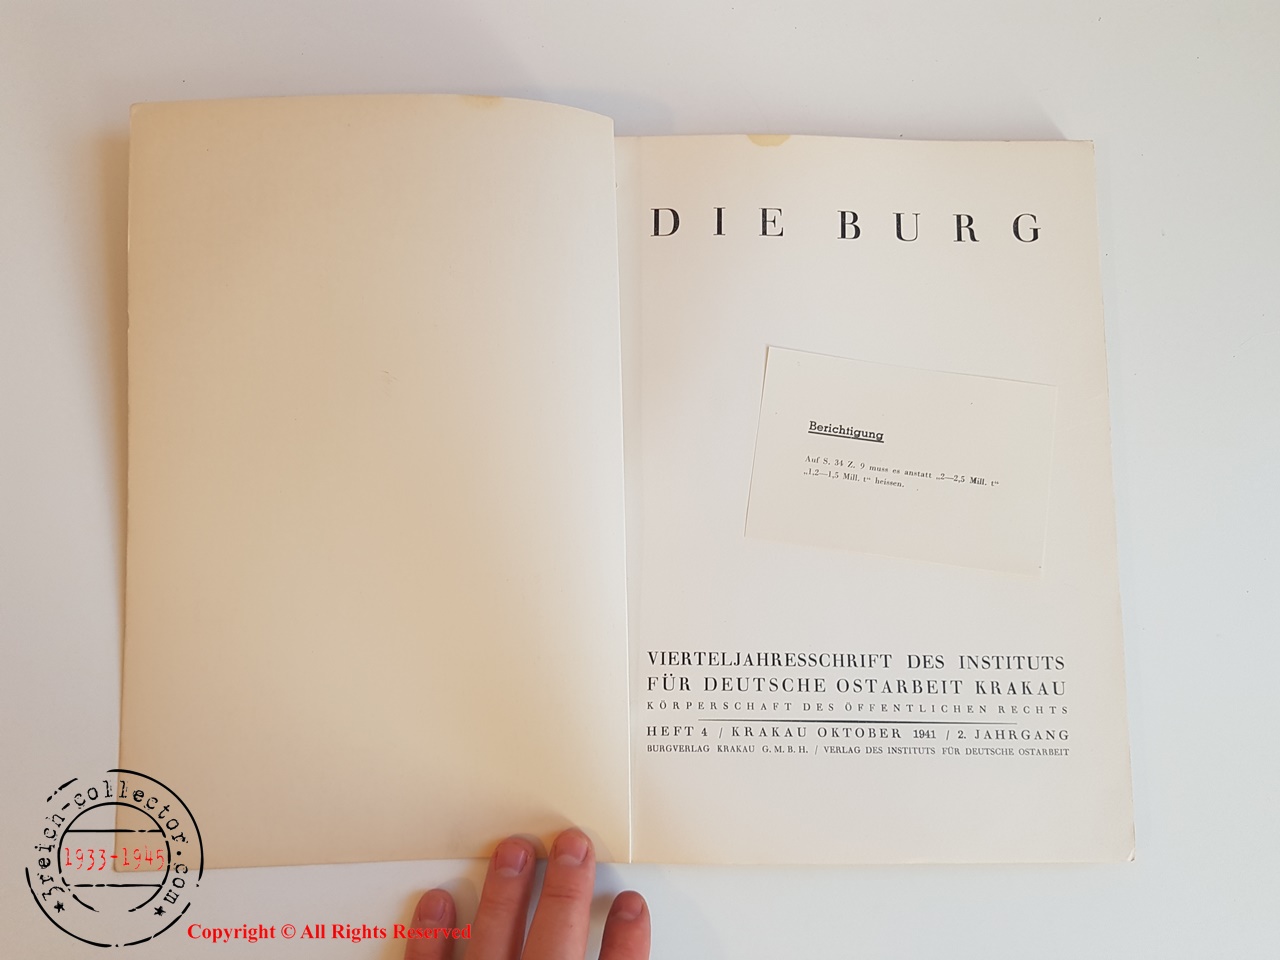 DIE BURG
Berichtigung
Auf S. 34 Z. 9 muss es anstatt „2—2,5 Mill. t“
„1,2—1,5 Mill. t“ heissen.
VIERTELJAHRESSCHRIFT DES INSTITUTS
FÜR DEUTSCHE OSTARBEIT KRAKAU
KÖRPERSCHAFT DES ÖFFENTLICHEN RECHTS
HEFT 4 / KRAKAU OKTOBER 1941 / 2. JAHRGANG
BURGVERLAG KRAKAU G. M. B. H. / VERLAG DES INSTITUTS FÜR DEUTSCHE OSTARBEIT
3reich-collector.com
1933-1945
Copyright © All Rights Reserved